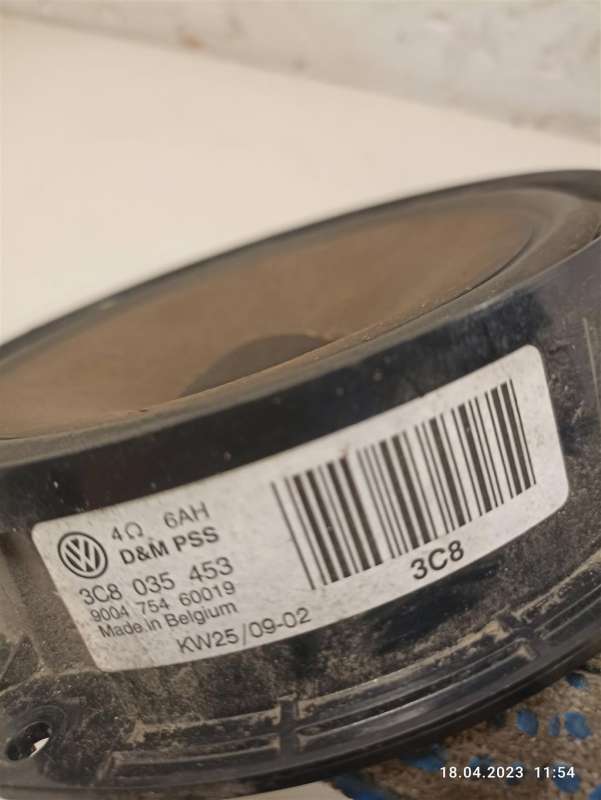 4Ω 6AH
D&M PSS
3C8 035 453
9004 754 60019
Made in Belgium
KW25/09-02
3C8
18.04.2023 11:54